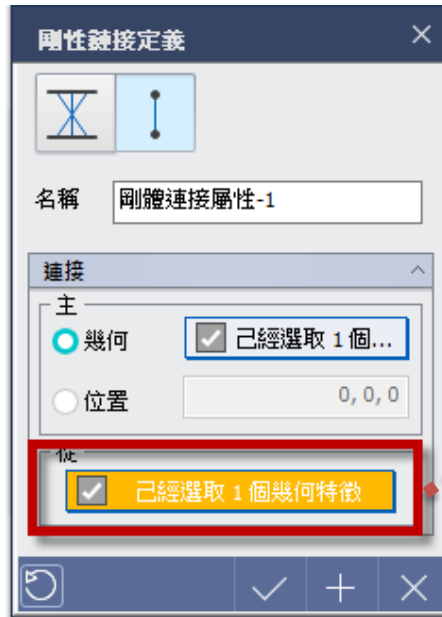 剛性鏈接定義
名稱 剛體連接屬性-1
連接
主
幾何 己經選取 1 個...
位置 0, 0, 0
從
己經選取 1 個幾何特徵